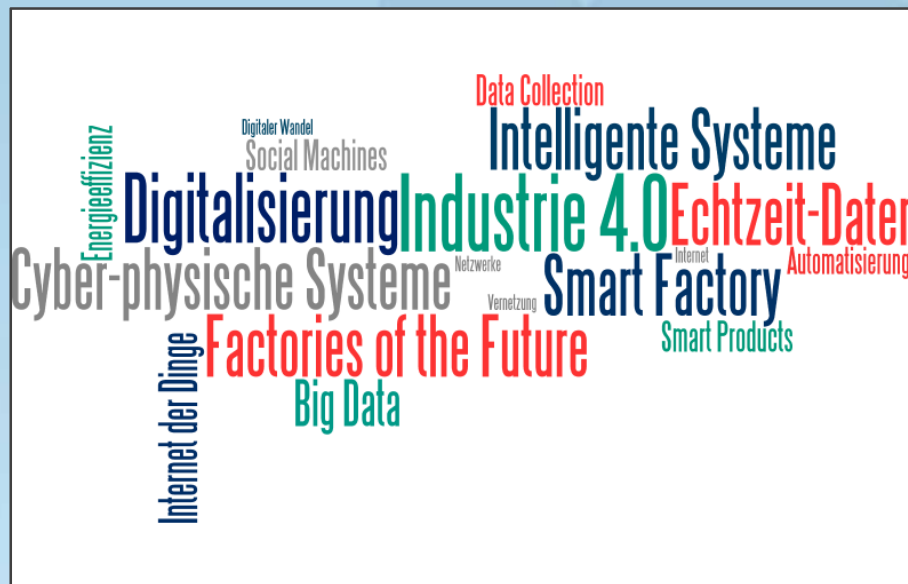 Data Collection
Digitaler Wandel
Intelligente Systeme
Social Machines
Energieeffizienz
Digitalisierung
Industrie 4.0
Echtzeit-Daten
Cyber-physische Systeme
Netzwerke
Internet
Automatisierung
Smart Factory
Vernetzung
Factories of the Future
Smart Products
Big Data
Internet der Dinge